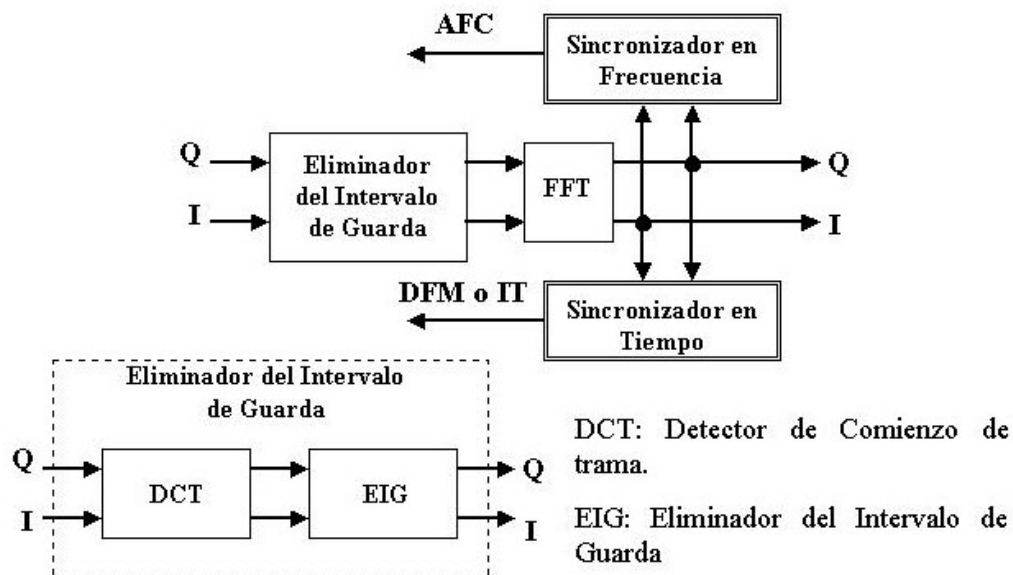 AFC
Sincronizador en
Frecuencia
Q
Eliminador
del Intervalo
de Guarda
I
FFT
Q
I
DFM o IT
Sincronizador en
Tiempo
Eliminador del Intervalo
de Guarda
Q
I
DCT
EIG
Q
I
DCT: Detector de Comienzo de
trama.
EIG: Eliminador del Intervalo de
Guarda